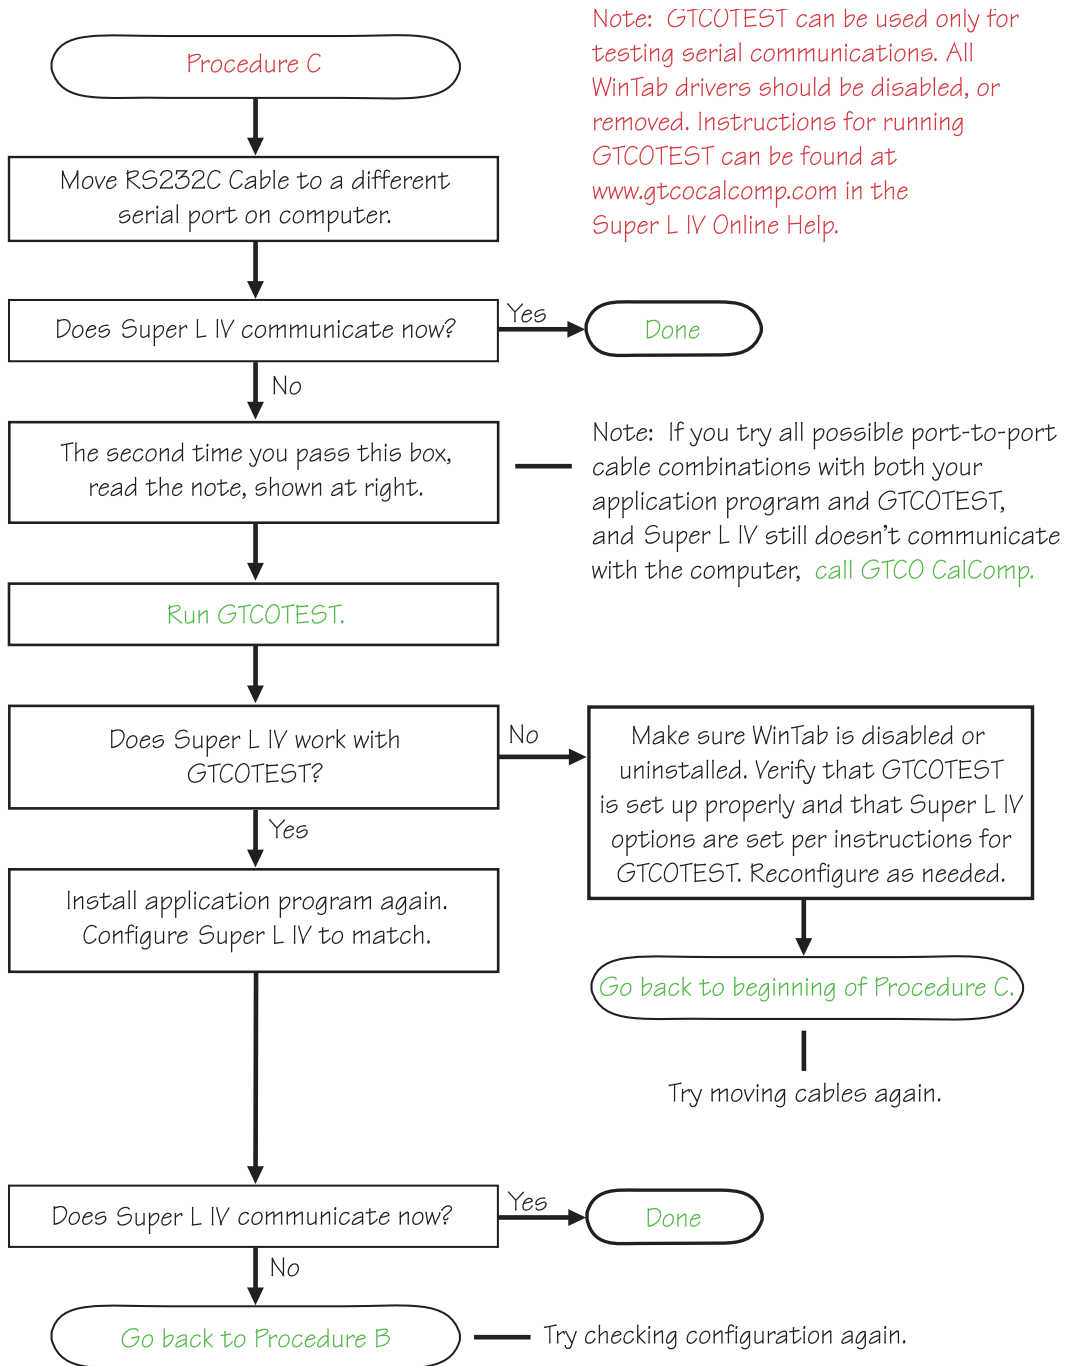 Note: GTCOTEST can be used only for
testing serial communications. All
WinTab drivers should be disabled, or
removed. Instructions for running
GTCOTEST can be found at
www.gtcocalcomp.com in the
Super L IV Online Help.
Procedure C
Move RS232C Cable to a different
serial port on computer.
Does Super L IV communicate now?
Yes
Done
No
The second time you pass this box,
read the note, shown at right.
Note: If you try all possible port-to-port
cable combinations with both your
application program and GTCOTEST,
and Super L IV still doesn't communicate
with the computer, call GTCO CalComp.
Run GTCOTEST.
Does Super L IV work with
GTCOTEST?
No
Make sure WinTab is disabled or
uninstalled. Verify that GTCOTEST
is set up properly and that Super L IV
options are set per instructions for
GTCOTEST. Reconfigure as needed.
Yes
Install application program again.
Configure Super L IV to match.
Go back to beginning of Procedure C.
Try moving cables again.
Does Super L IV communicate now?
Yes
Done
No
Go back to Procedure B
Try checking configuration again.